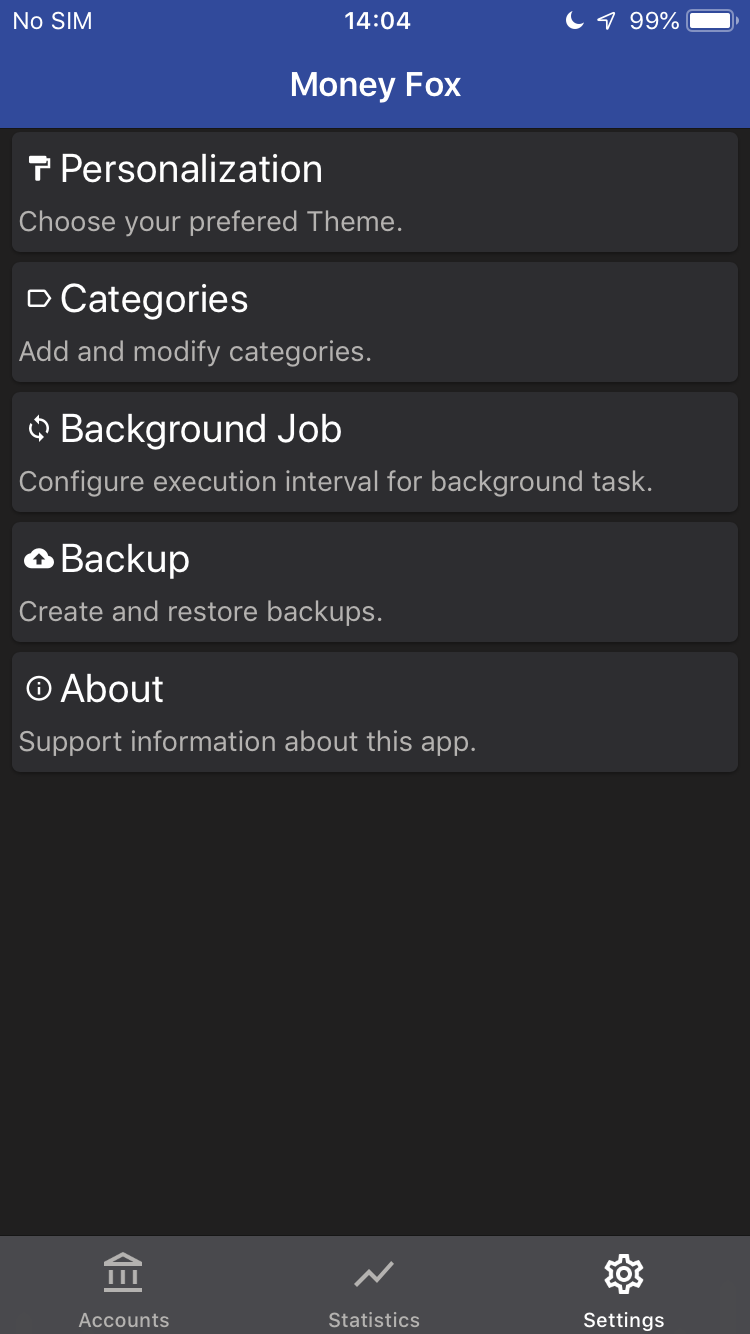 No SIM 14:04 99%
Money Fox
Personalization
Choose your prefered Theme.
Categories
Add and modify categories.
Background Job
Configure execution interval for background task.
Backup
Create and restore backups.
About
Support information about this app.
Accounts Statistics Settings